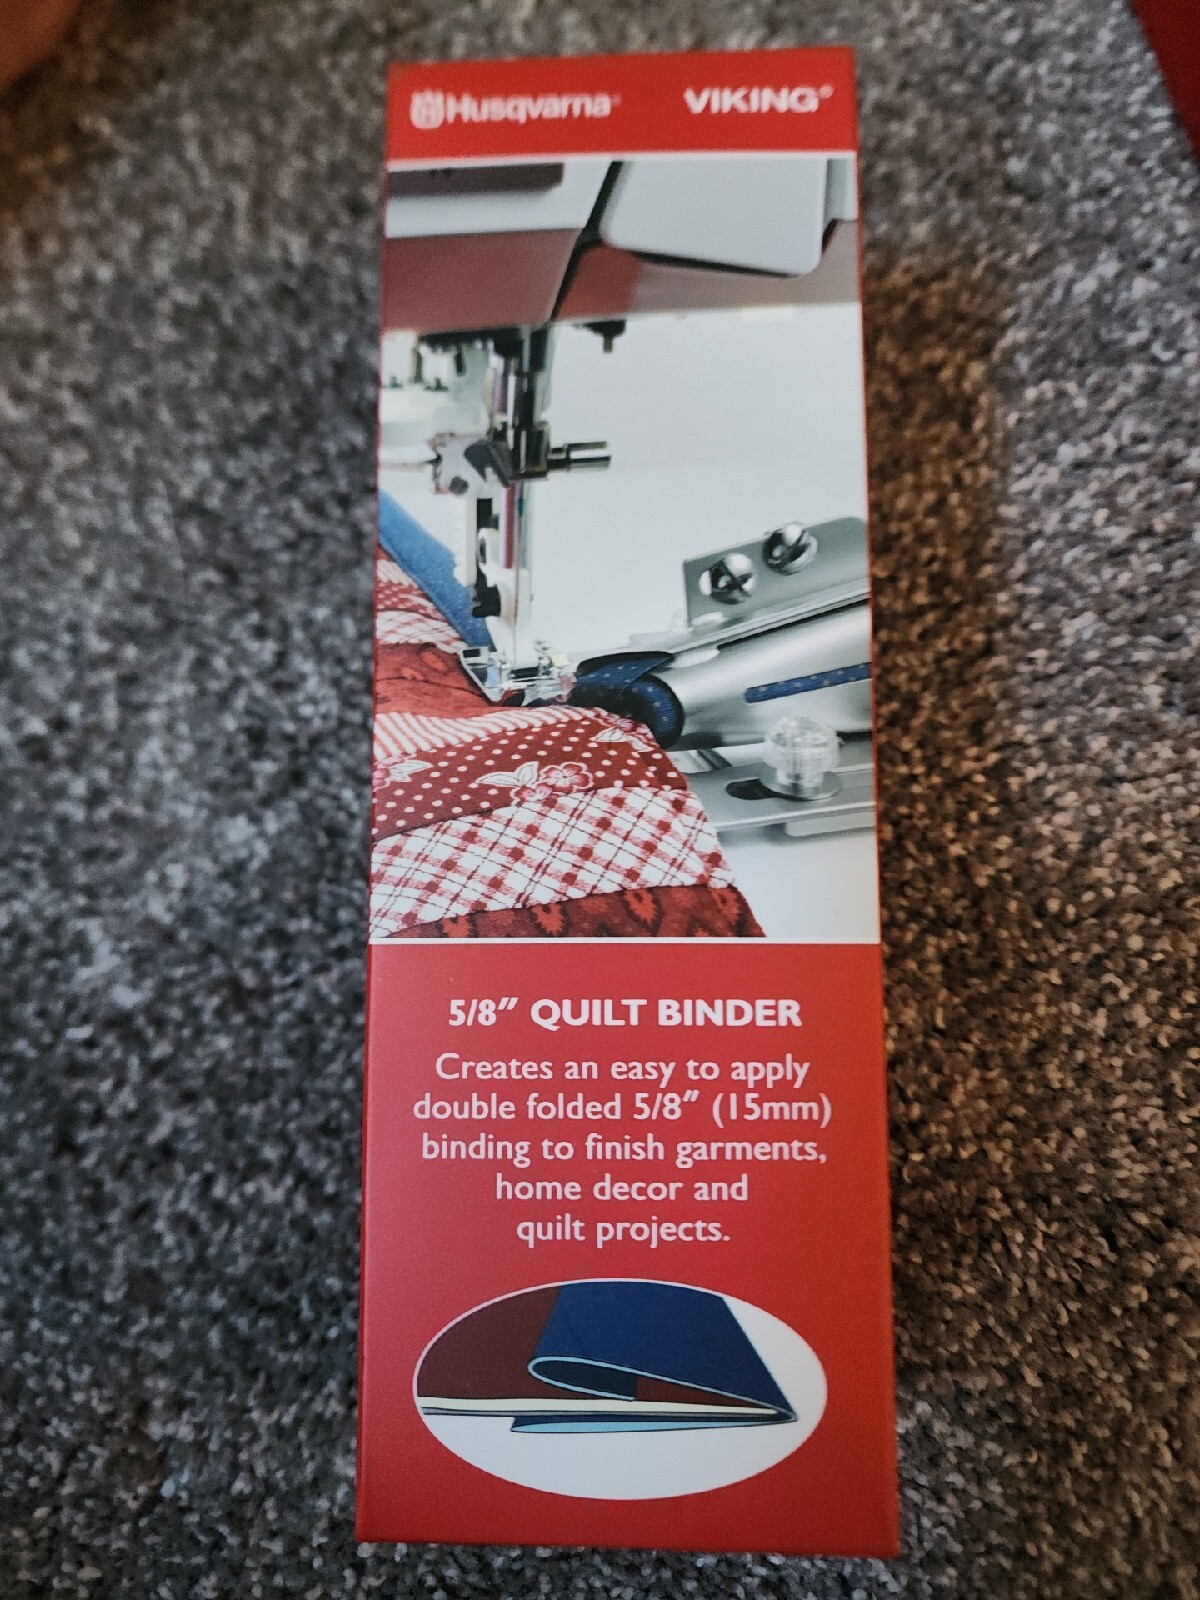 Husqvarna® VIKING®
5/8″ QUILT BINDER
Creates an easy to apply
double folded 5/8″ (15mm)
binding to finish garments,
home decor and
quilt projects.